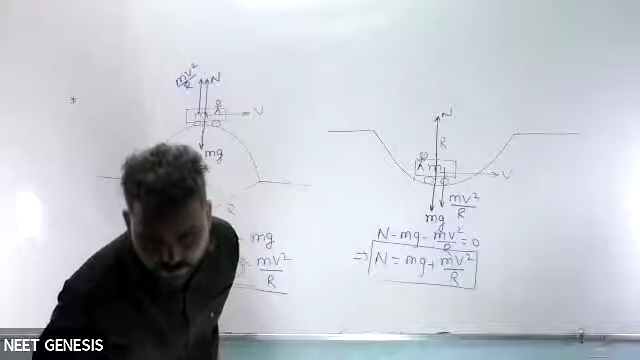 *
mv²/R
N
m
V
mg
- mg
mv²/R
N
R
m
V
mg
mv²/R
N - mg - mv²/R = 0
⇒ N = mg + mv²/R
NEET GENESIS